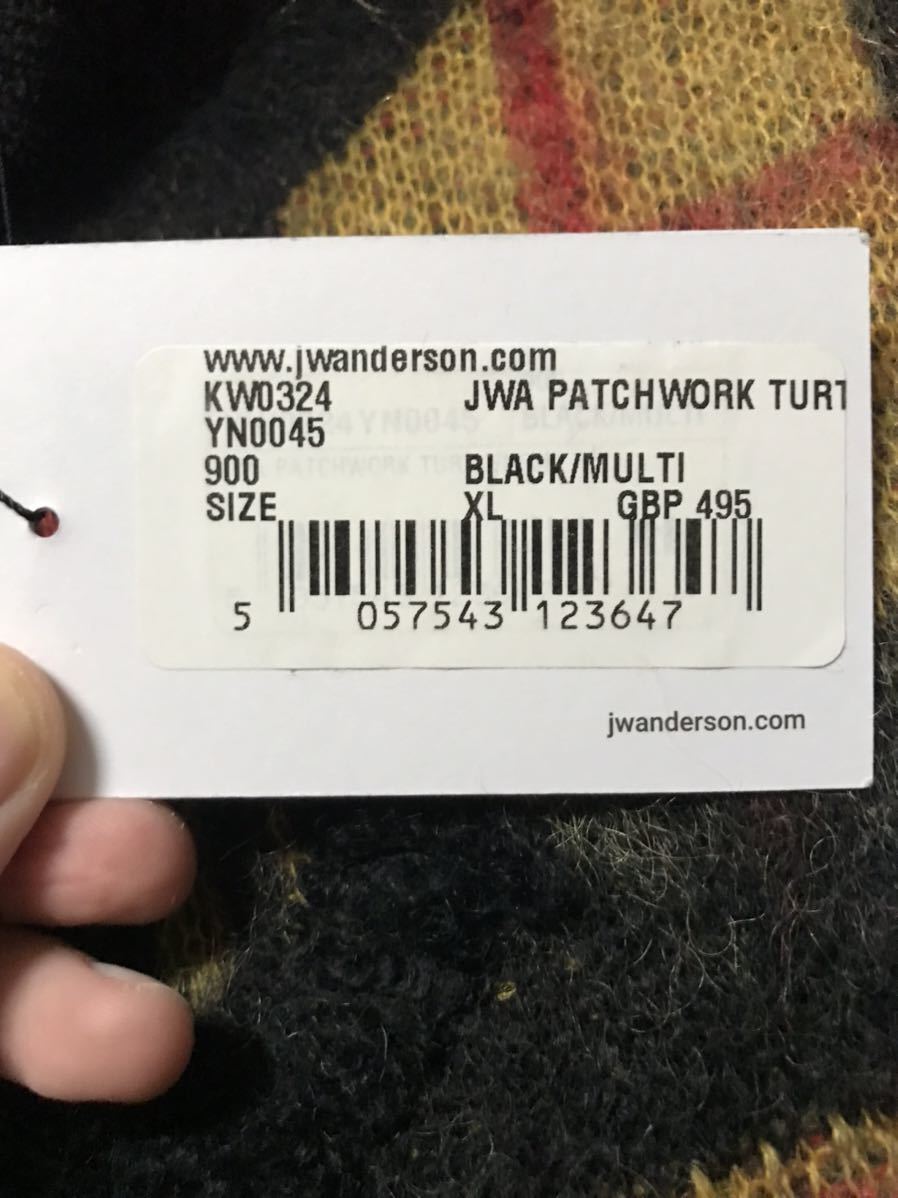 www.jwanderson.com
KW0324 JWA PATCHWORK TURT
YN0045
900 BLACK/MULTI
SIZE XL GBP 495
5 057543 123647
jwanderson.com